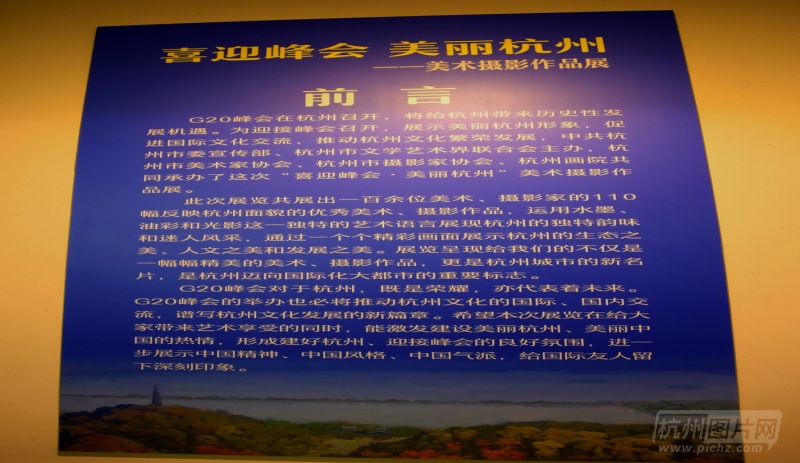 喜迎峰会 美丽杭州
——美术摄影作品展
前 言
G20峰会在杭州召开，将给杭州带来历史性发
展机遇。为迎接峰会召开，展示美丽杭州形象，促
进国际文化交流，推动杭州文化繁荣发展，中共杭
州市委宣传部、杭州市文学艺术界联合会主办，杭
州市美术家协会、杭州市摄影家协会、杭州画院共
同承办了这次“喜迎峰会·美丽杭州”美术摄影作
品展。
此次展览共展出一百余位美术、摄影家的110
幅反映杭州面貌的优秀美术、摄影作品，运用水墨、
油彩和光影这一独特的艺术语言展现杭州的独特韵味
和迷人风采，通过一个个精彩画面展示杭州的生态之
美、人文之美和发展之美。展览呈现给我们的不仅是
一幅幅精美的美术、摄影作品，更是杭州城市的新名
片，是杭州迈向国际化大都市的重要标志。
G20峰会对于杭州，既是荣耀，亦代表着未来。
G20峰会的举办也必将推动杭州文化的国际、国内交
流，谱写杭州文化发展的新篇章。希望本次展览在给大
家带来艺术享受的同时，能激发建设美丽杭州、美丽中
国的热情，形成建好杭州、迎接峰会的良好氛围，进一
步展示中国精神、中国风格、中国气派，给国际友人留
下深刻印象。
杭州图片网
www.pichz.com